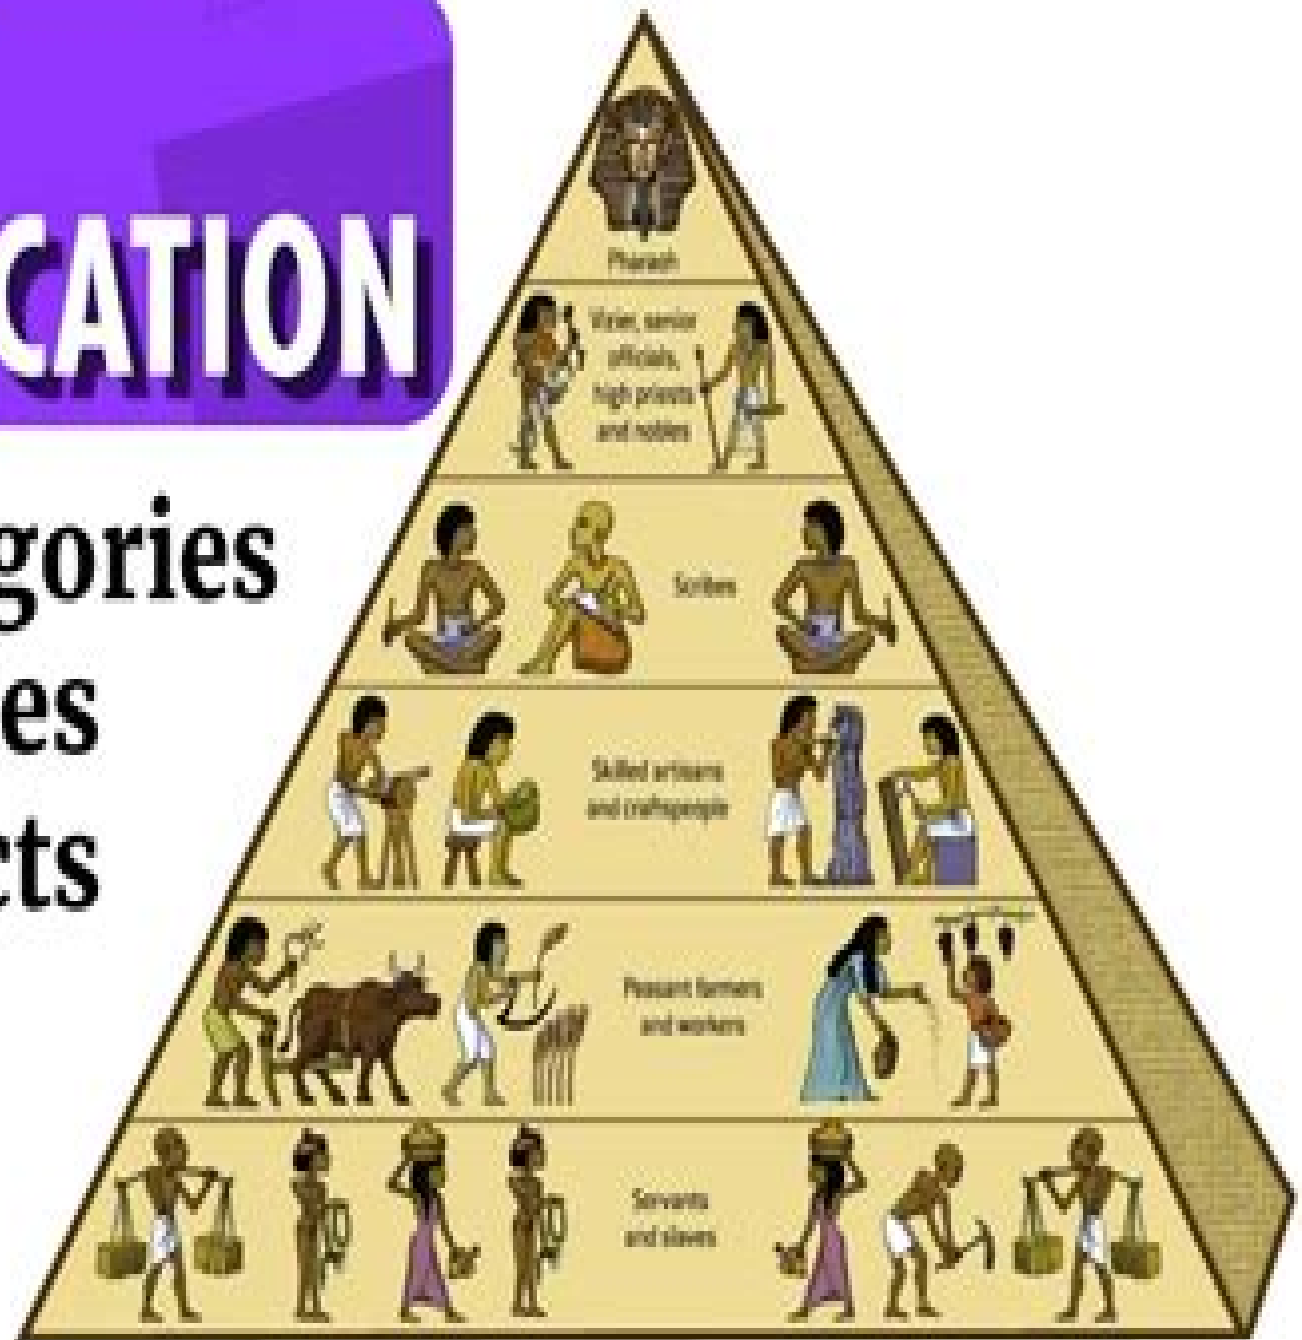 CATION
gories
es
cts
Pharaoh
Vizier, senior
officials,
high priests
and nobles
Scribes
Skilled artisans
and craftspeople
Peasant farmers
and workers
Servants
and slaves